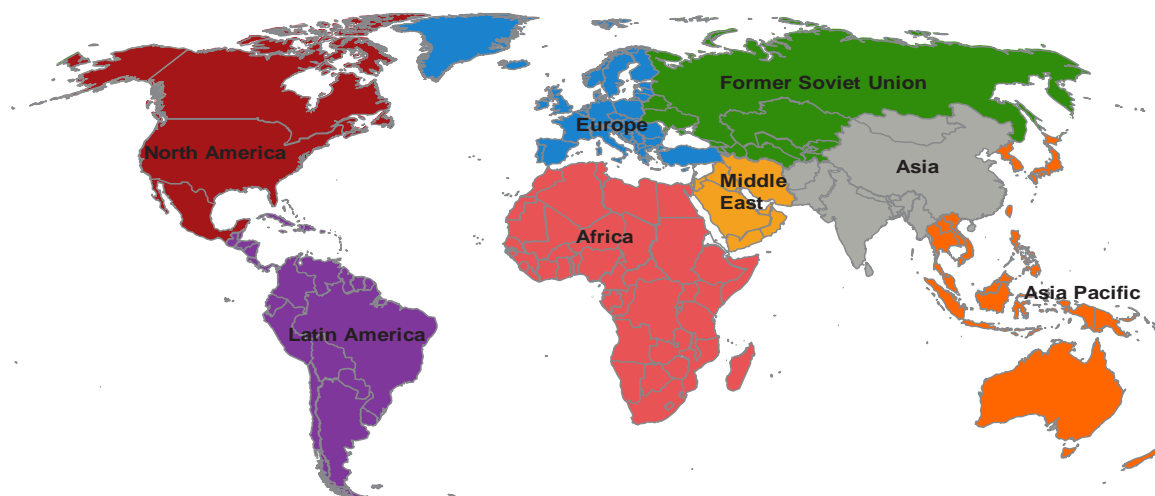 Former Soviet Union
Europe
North America
Asia
Middle
East
Africa
Asia Pacific
Latin America